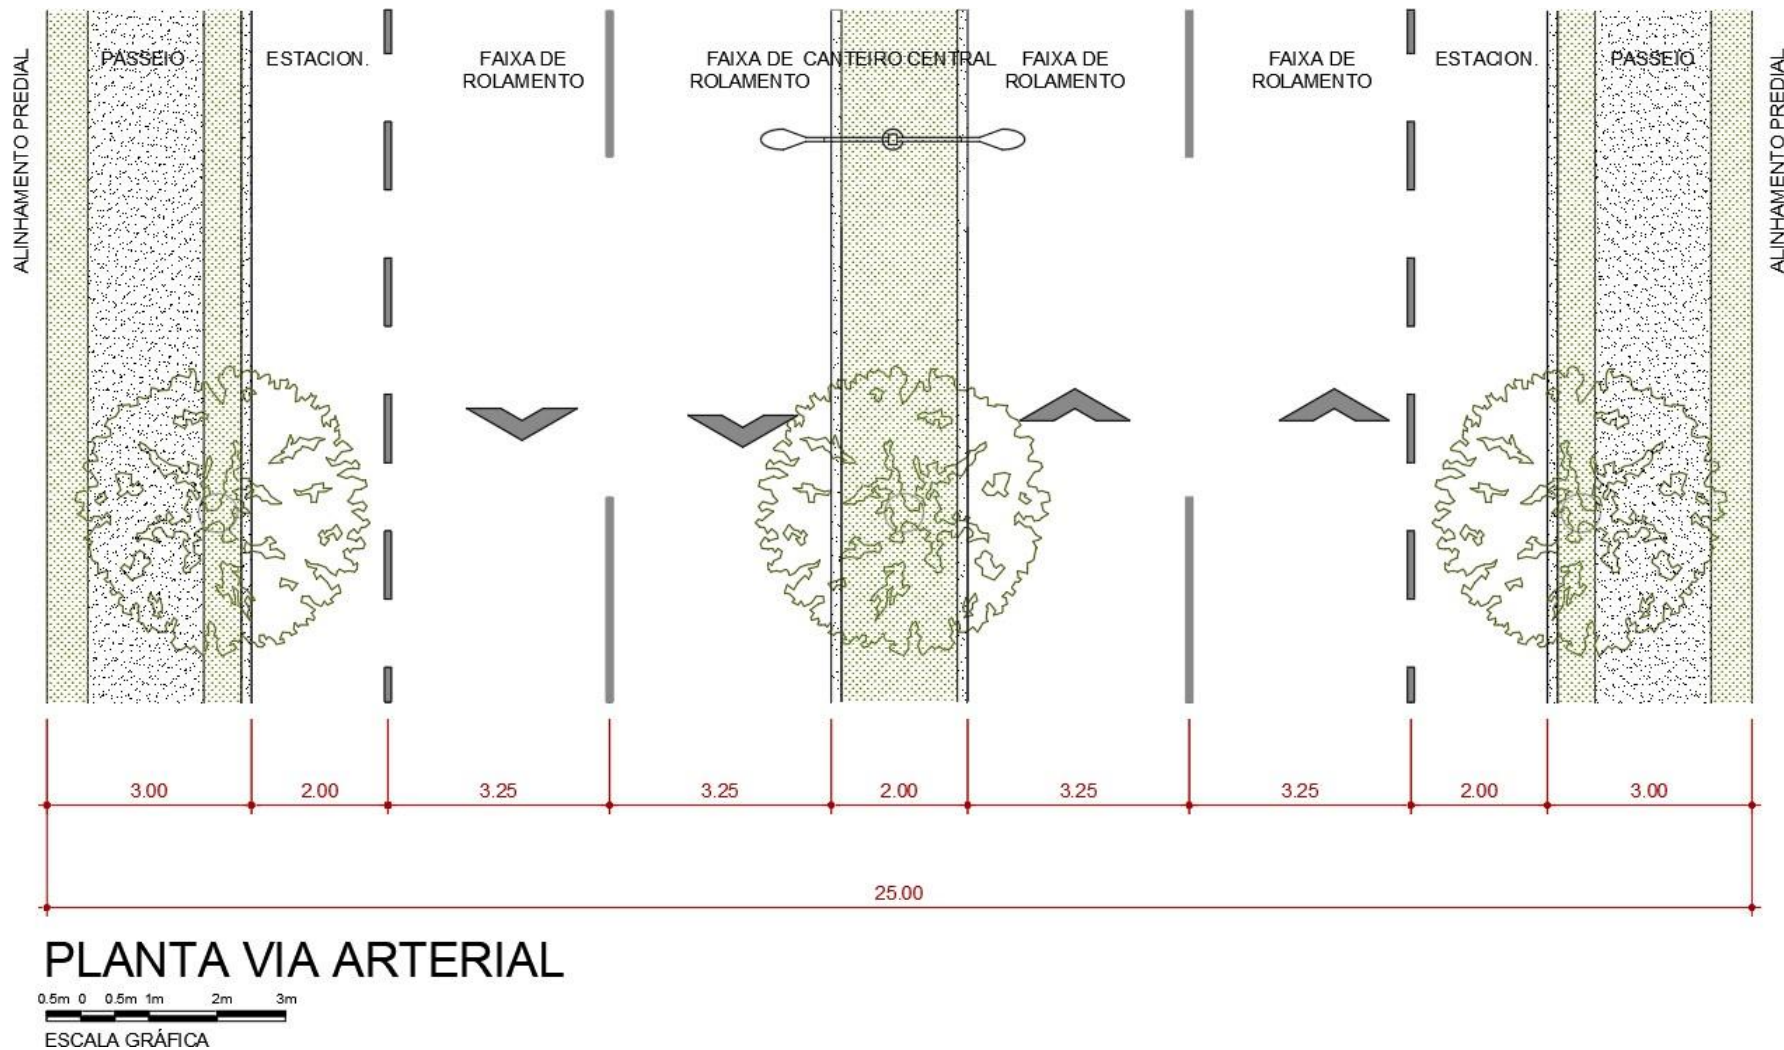 ALINHAMENTO PREDIAL
PASSEIO
ESTACION.
FAIXA DE
ROLAMENTO
FAIXA DE
ROLAMENTO
CANTEIRO CENTRAL
FAIXA DE
ROLAMENTO
FAIXA DE
ROLAMENTO
ESTACION.
PASSEIO
ALINHAMENTO PREDIAL
3.00
2.00
3.25
3.25
2.00
3.25
3.25
2.00
3.00
25.00
PLANTA VIA ARTERIAL
0.5m 0 0.5m 1m 2m 3m
ESCALA GRÁFICA